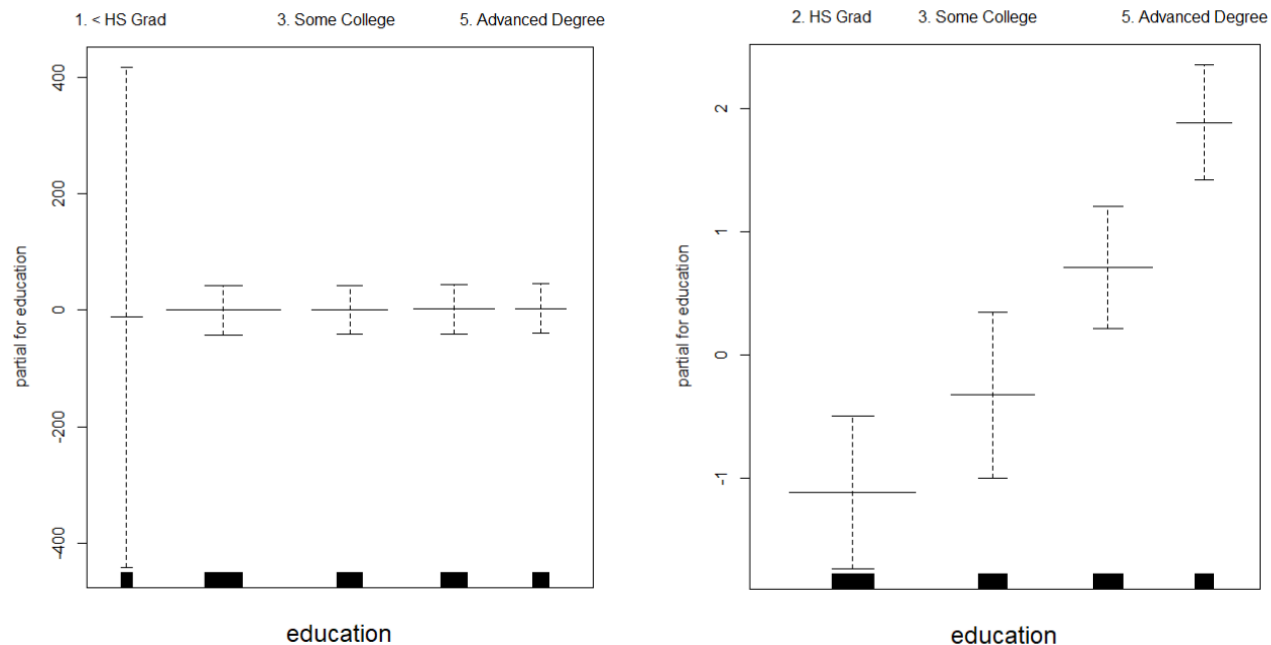 1. < HS Grad 3. Some College 5. Advanced Degree
400
200
0
-200
-400
partial for education
education
2. HS Grad 3. Some College 5. Advanced Degree
2
1
0
-1
partial for education
education